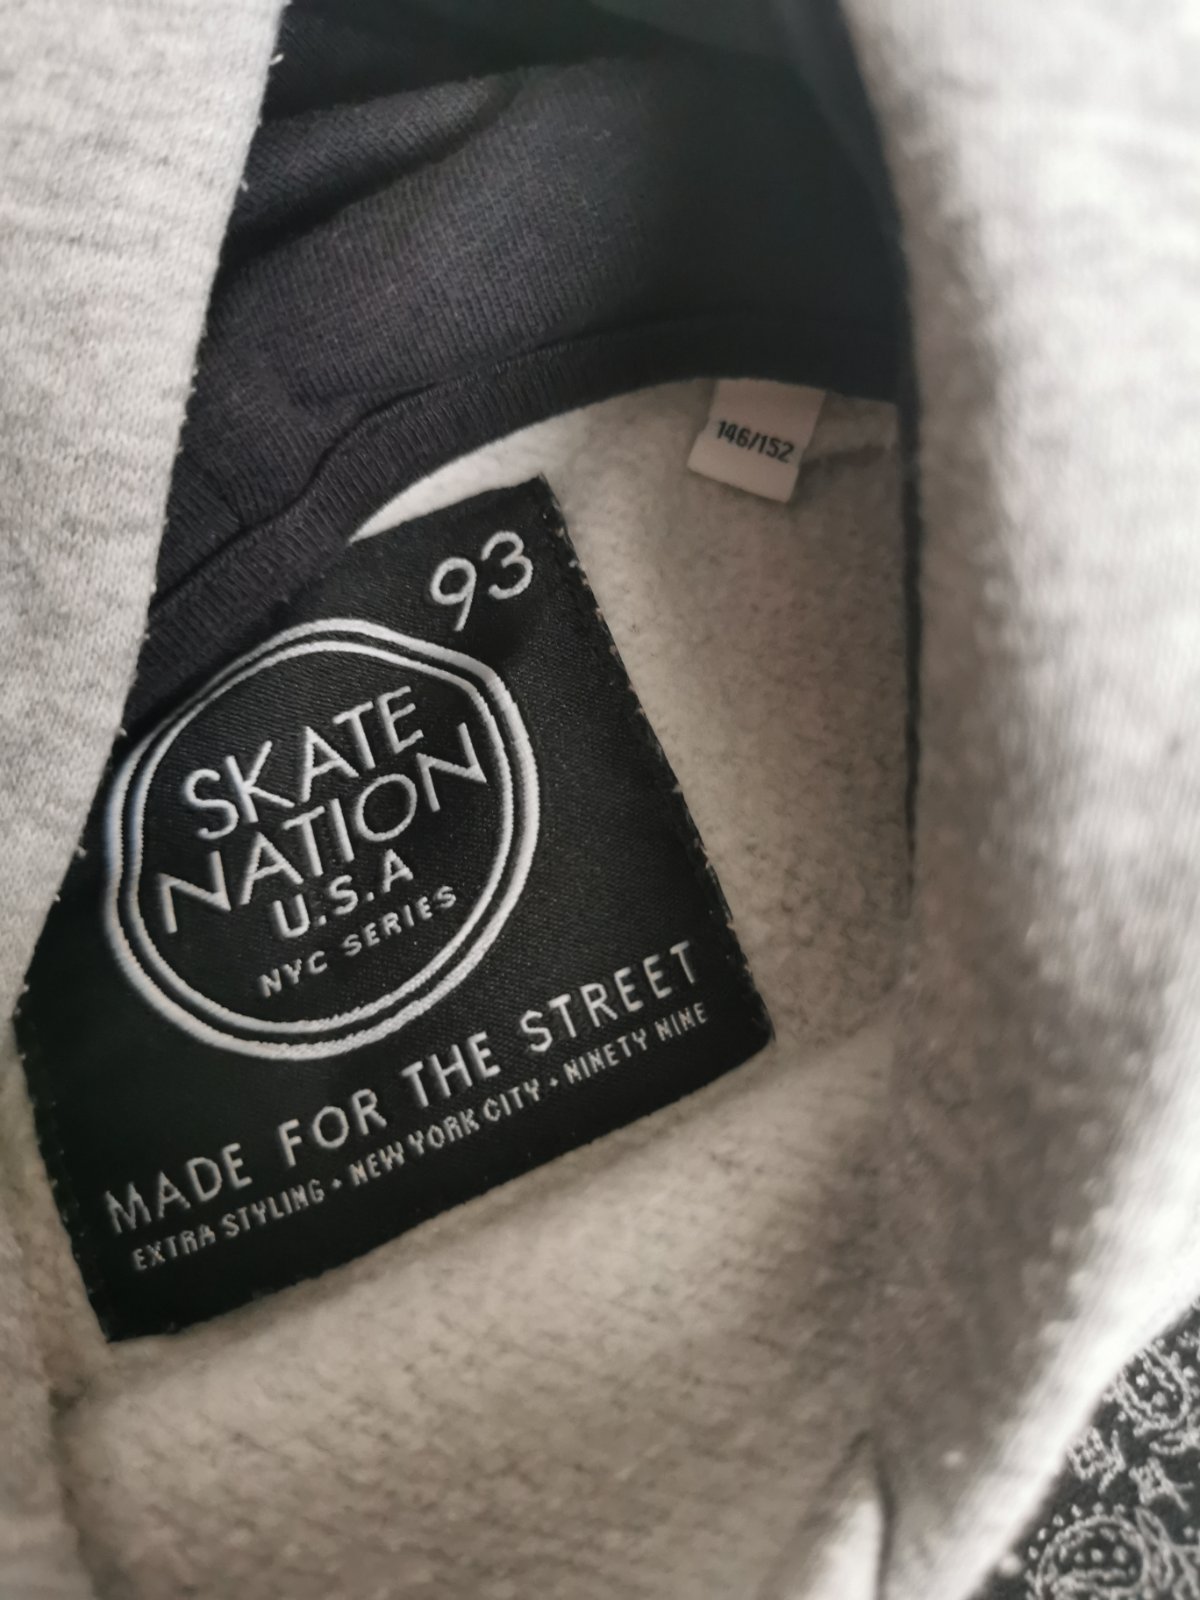 146/152
93
SKATE
NATION
U.S.A
NYC SERIES
MADE FOR THE STREET
EXTRA STYLING • NEW YORK CITY • NINETY NINE